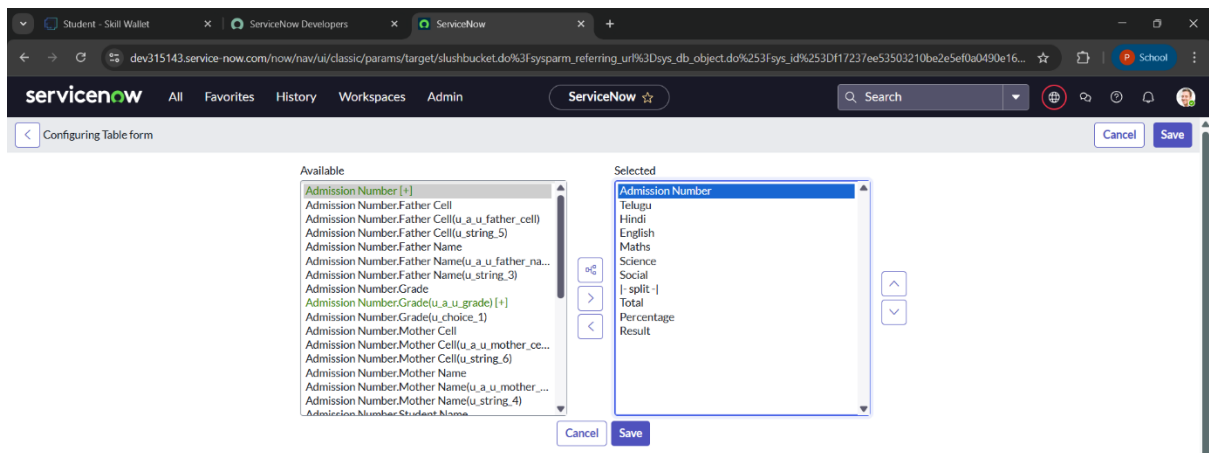 Student - Skill Wallet
ServiceNow Developers
ServiceNow
dev315143.service-now.com/now/nav/ui/classic/params/target/slushbucket.do%3Fsysparm_referring_url%3Dsys_db_object.do%253Fsys_id%253Df17237ee53503210be2e5ef0a0490e16...
P School
servicenow All Favorites History Workspaces Admin ServiceNow Search
Configuring Table form Cancel Save
Available
Admission Number [+]
Admission Number.Father Cell
Admission Number.Father Cell(u_a_u_father_cell)
Admission Number.Father Cell(u_string_5)
Admission Number.Father Name
Admission Number.Father Name(u_a_u_father_na...
Admission Number.Father Name(u_string_3)
Admission Number.Grade
Admission Number.Grade(u_a_u_grade) [+]
Admission Number.Grade(u_choice_1)
Admission Number.Mother Cell
Admission Number.Mother Cell(u_a_u_mother_ce...
Admission Number.Mother Cell(u_string_6)
Admission Number.Mother Name
Admission Number.Mother Name(u_a_u_mother_...
Admission Number.Mother Name(u_string_4)
Admission Number.Student Name
Selected
Admission Number
Telugu
Hindi
English
Maths
Science
Social
|- split -|
Total
Percentage
Result
Cancel Save